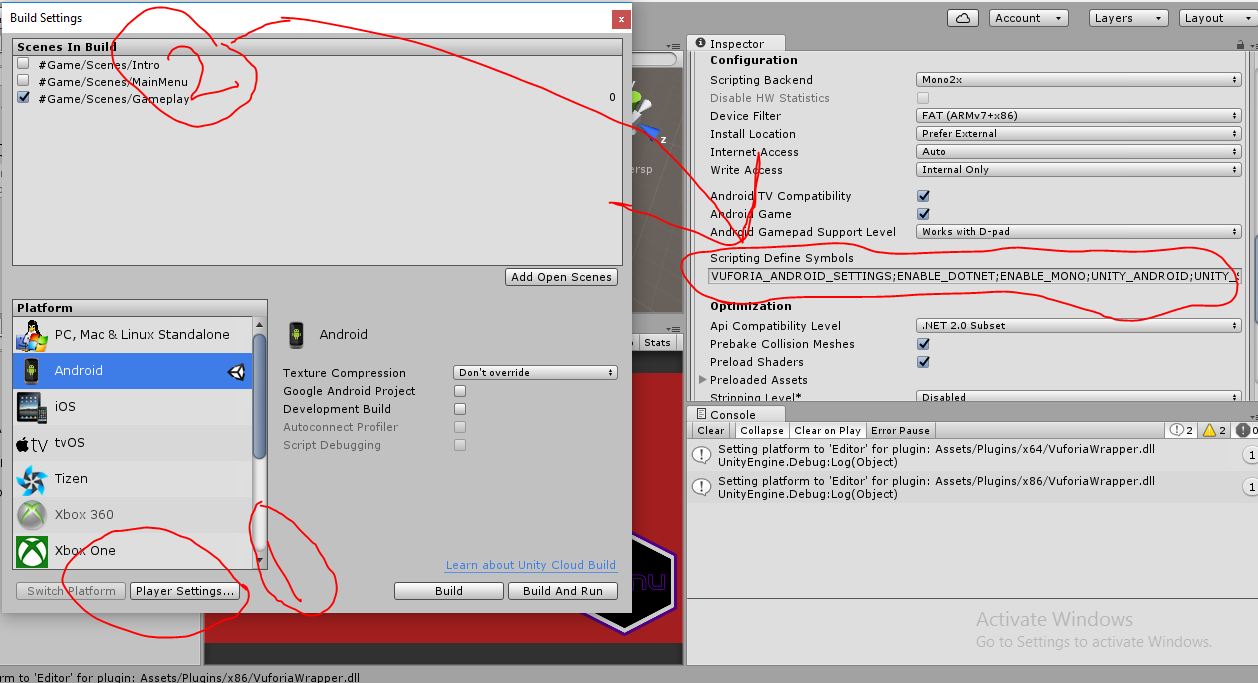 Build Settings
x
Scenes In Build
#Game/Scenes/Intro
#Game/Scenes/MainMenu
#Game/Scenes/Gameplay
0
2
Add Open Scenes
Platform
PC, Mac & Linux Standalone
Android
iOS
tv
tvOS
Tizen
Xbox 360
Xbox One
Switch Platform
Player Settings...
Android
Texture Compression
Don't override
Google Android Project
Development Build
Autoconnect Profiler
Script Debugging
Learn about Unity Cloud Build
Build
Build And Run
z
ersp
Stats
Account
Layers
Layout
Inspector
Configuration
Scripting Backend
Mono2x
Disable HW Statistics
Device Filter
FAT (ARMv7+x86)
Install Location
Prefer External
Internet Access
Auto
Write Access
Internal Only
Android TV Compatibility
Android Game
Android Gamepad Support Level
Works with D-pad
Scripting Define Symbols
VUFORIA_ANDROID_SETTINGS;ENABLE_DOTNET;ENABLE_MONO;UNITY_ANDROID;UNITY_
Optimization
Api Compatibility Level
.NET 2.0 Subset
Prebake Collision Meshes
Preload Shaders
Preloaded Assets
Stripping Level*
Disabled
Console
Clear
Collapse
Clear on Play
Error Pause
2
2
0
Setting platform to 'Editor' for plugin: Assets/Plugins/x64/VuforiaWrapper.dll
UnityEngine.Debug:Log(Object)
1
Setting platform to 'Editor' for plugin: Assets/Plugins/x86/VuforiaWrapper.dll
UnityEngine.Debug:Log(Object)
1
Activate Windows
Go to Settings to activate Windows.
rm to 'Editor' for plugin: Assets/Plugins/x86/VuforiaWrapper.dll